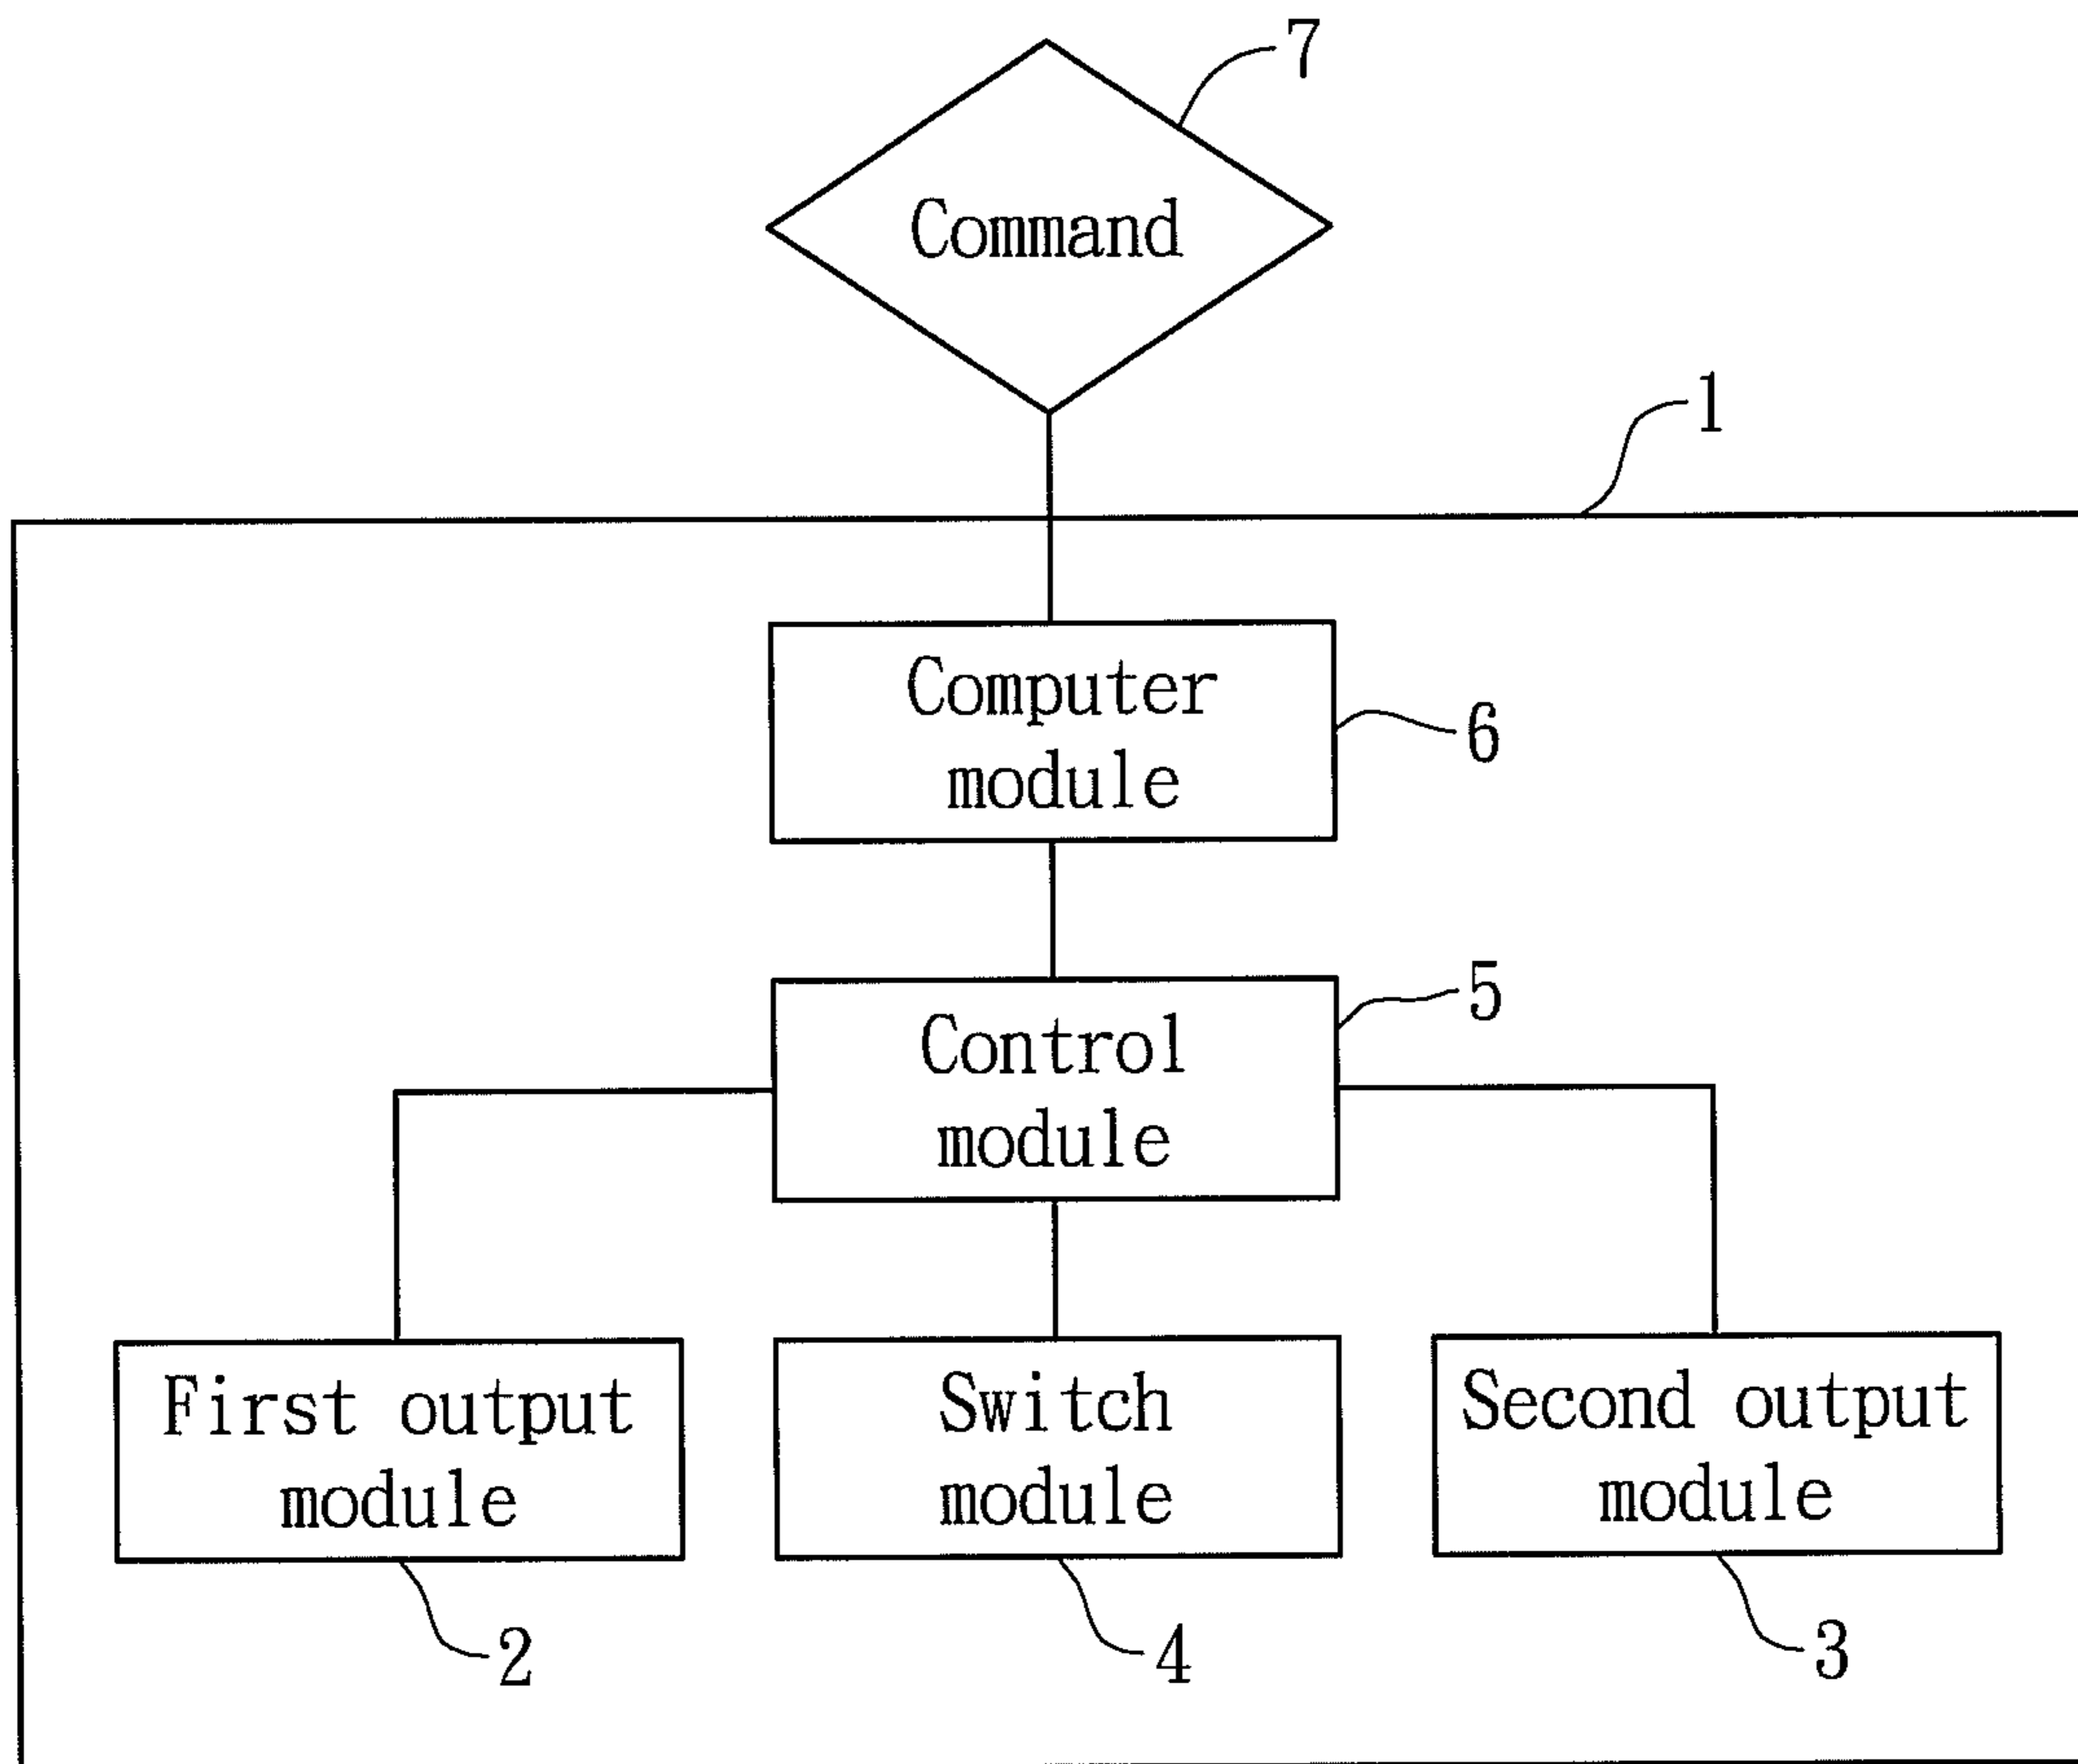 7
Command
1
Computer
module
6
5
Control
module
First output
module
Switch
module
Second output
module
2
4
3